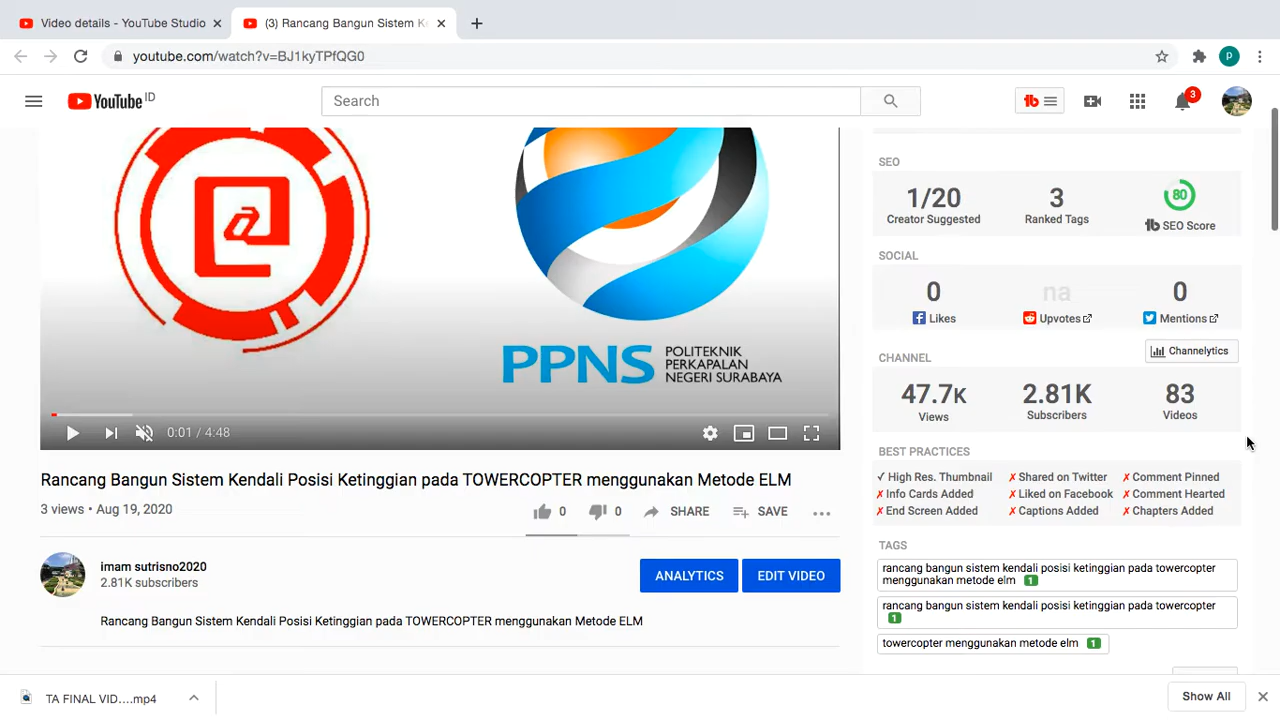 Video details - YouTube Studio
(3) Rancang Bangun Sistem Ke
youtube.com/watch?v=BJ1kyTPfQG0
P
YouTube ID
Search
tb
3
SEO
1/20
3
80
Creator Suggested
Ranked Tags
tb SEO Score
SOCIAL
0
na
0
Likes
Upvotes
Mentions
Channelytics
CHANNEL
47.7K
2.81K
83
Views
Subscribers
Videos
BEST PRACTICES
✓ High Res. Thumbnail
✗ Shared on Twitter
✗ Comment Pinned
✗ Info Cards Added
✗ Liked on Facebook
✗ Comment Hearted
✗ End Screen Added
✗ Captions Added
✗ Chapters Added
TAGS
rancang bangun sistem kendali posisi ketinggian pada towercopter
menggunakan metode elm 1
rancang bangun sistem kendali posisi ketinggian pada towercopter
1
towercopter menggunakan metode elm 1
a
PPNS
POLITEKNIK
PERKAPALAN
NEGERI SURABAYA
0:01 / 4:48
Rancang Bangun Sistem Kendali Posisi Ketinggian pada TOWERCOPTER menggunakan Metode ELM
3 views • Aug 19, 2020
0
0
SHARE
SAVE
imam sutrisno2020
2.81K subscribers
ANALYTICS
EDIT VIDEO
Rancang Bangun Sistem Kendali Posisi Ketinggian pada TOWERCOPTER menggunakan Metode ELM
TA FINAL VID....mp4
Show All